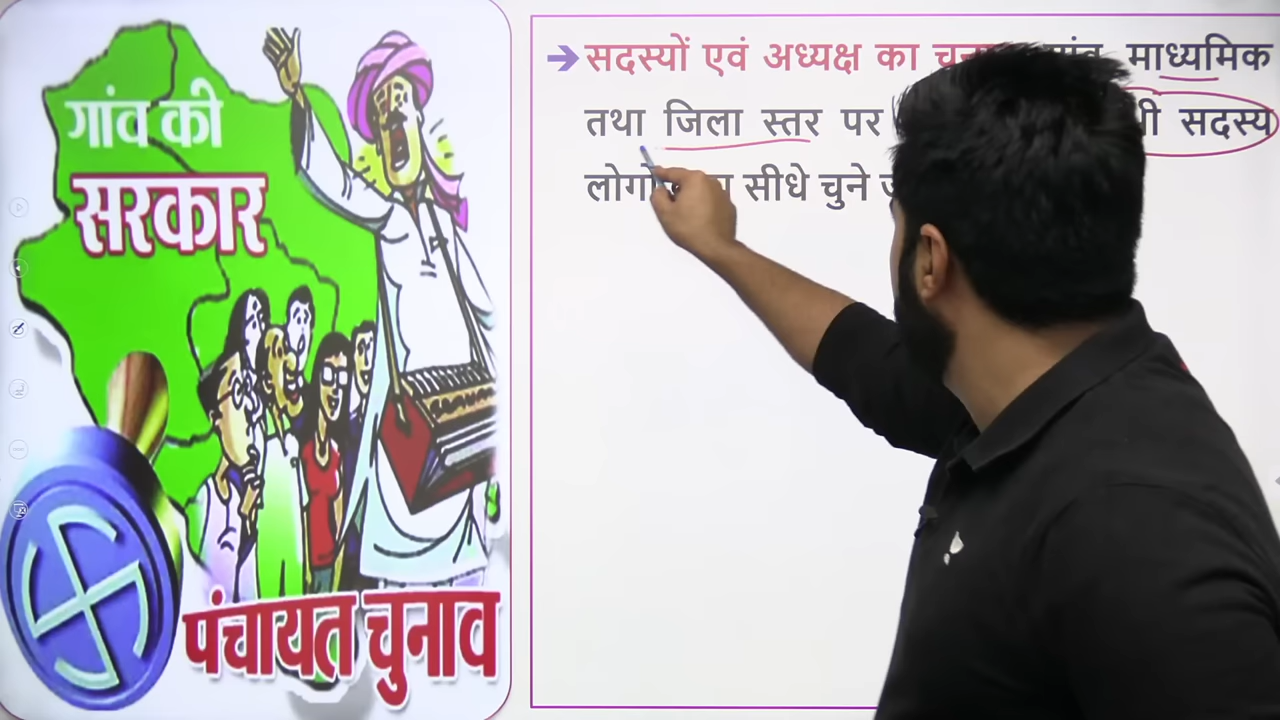 गांव की
सरकार
पंचायत चुनाव
➔ सदस्यों एवं अध्यक्ष का माध्यमिक
तथा जिला स्तर पर सदस्य
सीधे चुने